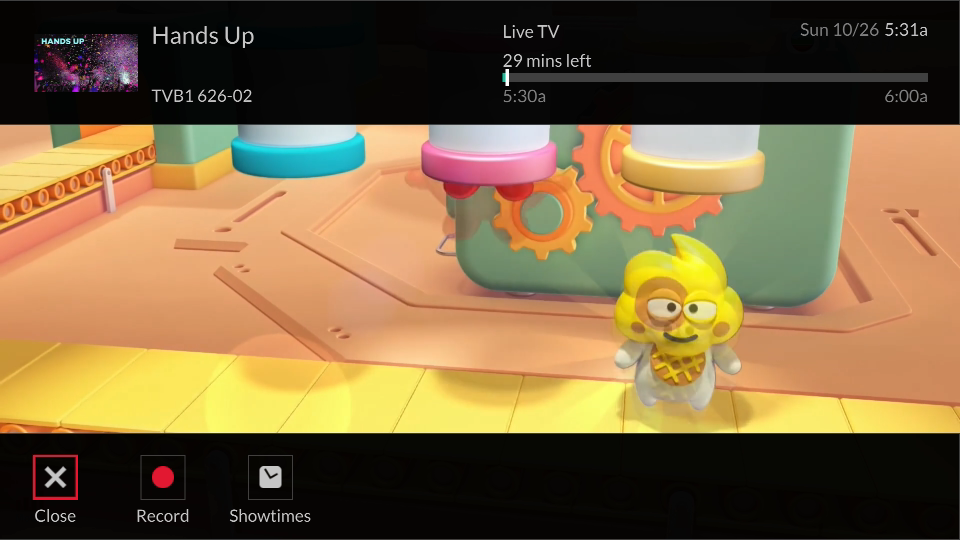 HANDS UP
Hands Up
TVB1 626-02
Live TV
29 mins left
5:30a
6:00a
Sun 10/26 5:31a
Close
Record
Showtimes